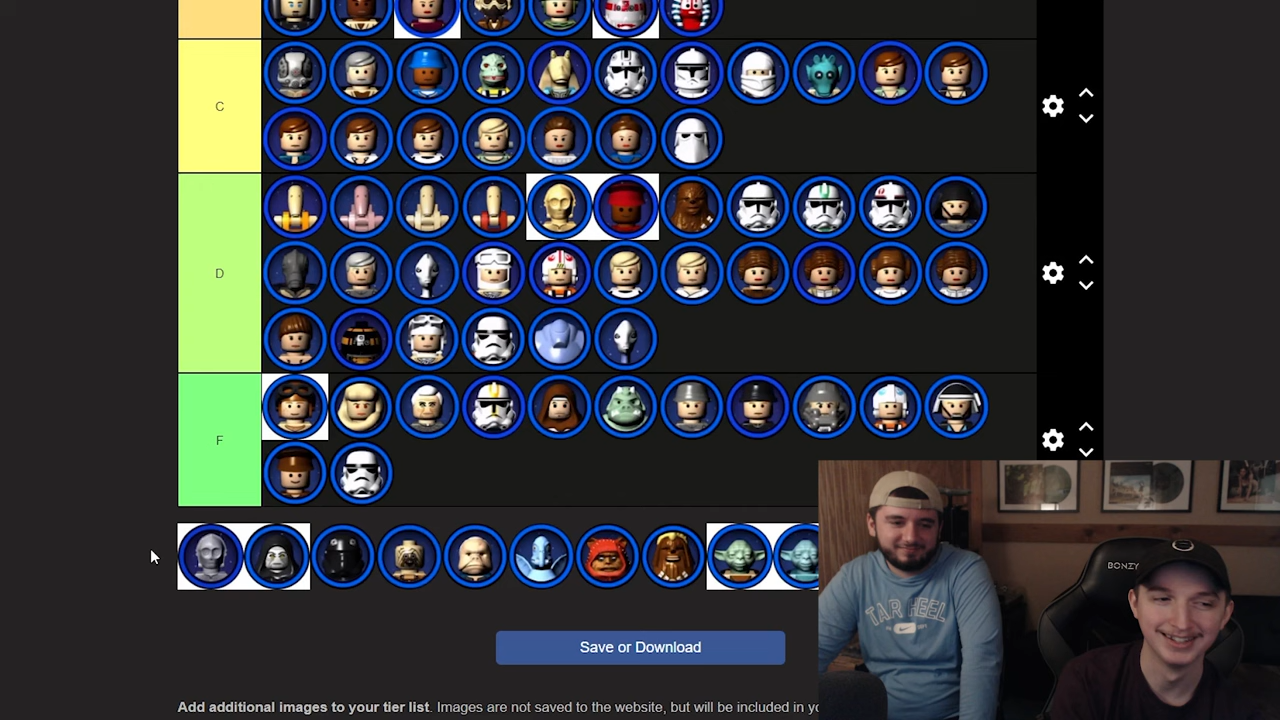 C
D
F
Save or Download
Add additional images to your tier list. Images are not saved to the website, but will be included in yo
TAR HEEL
BONZY